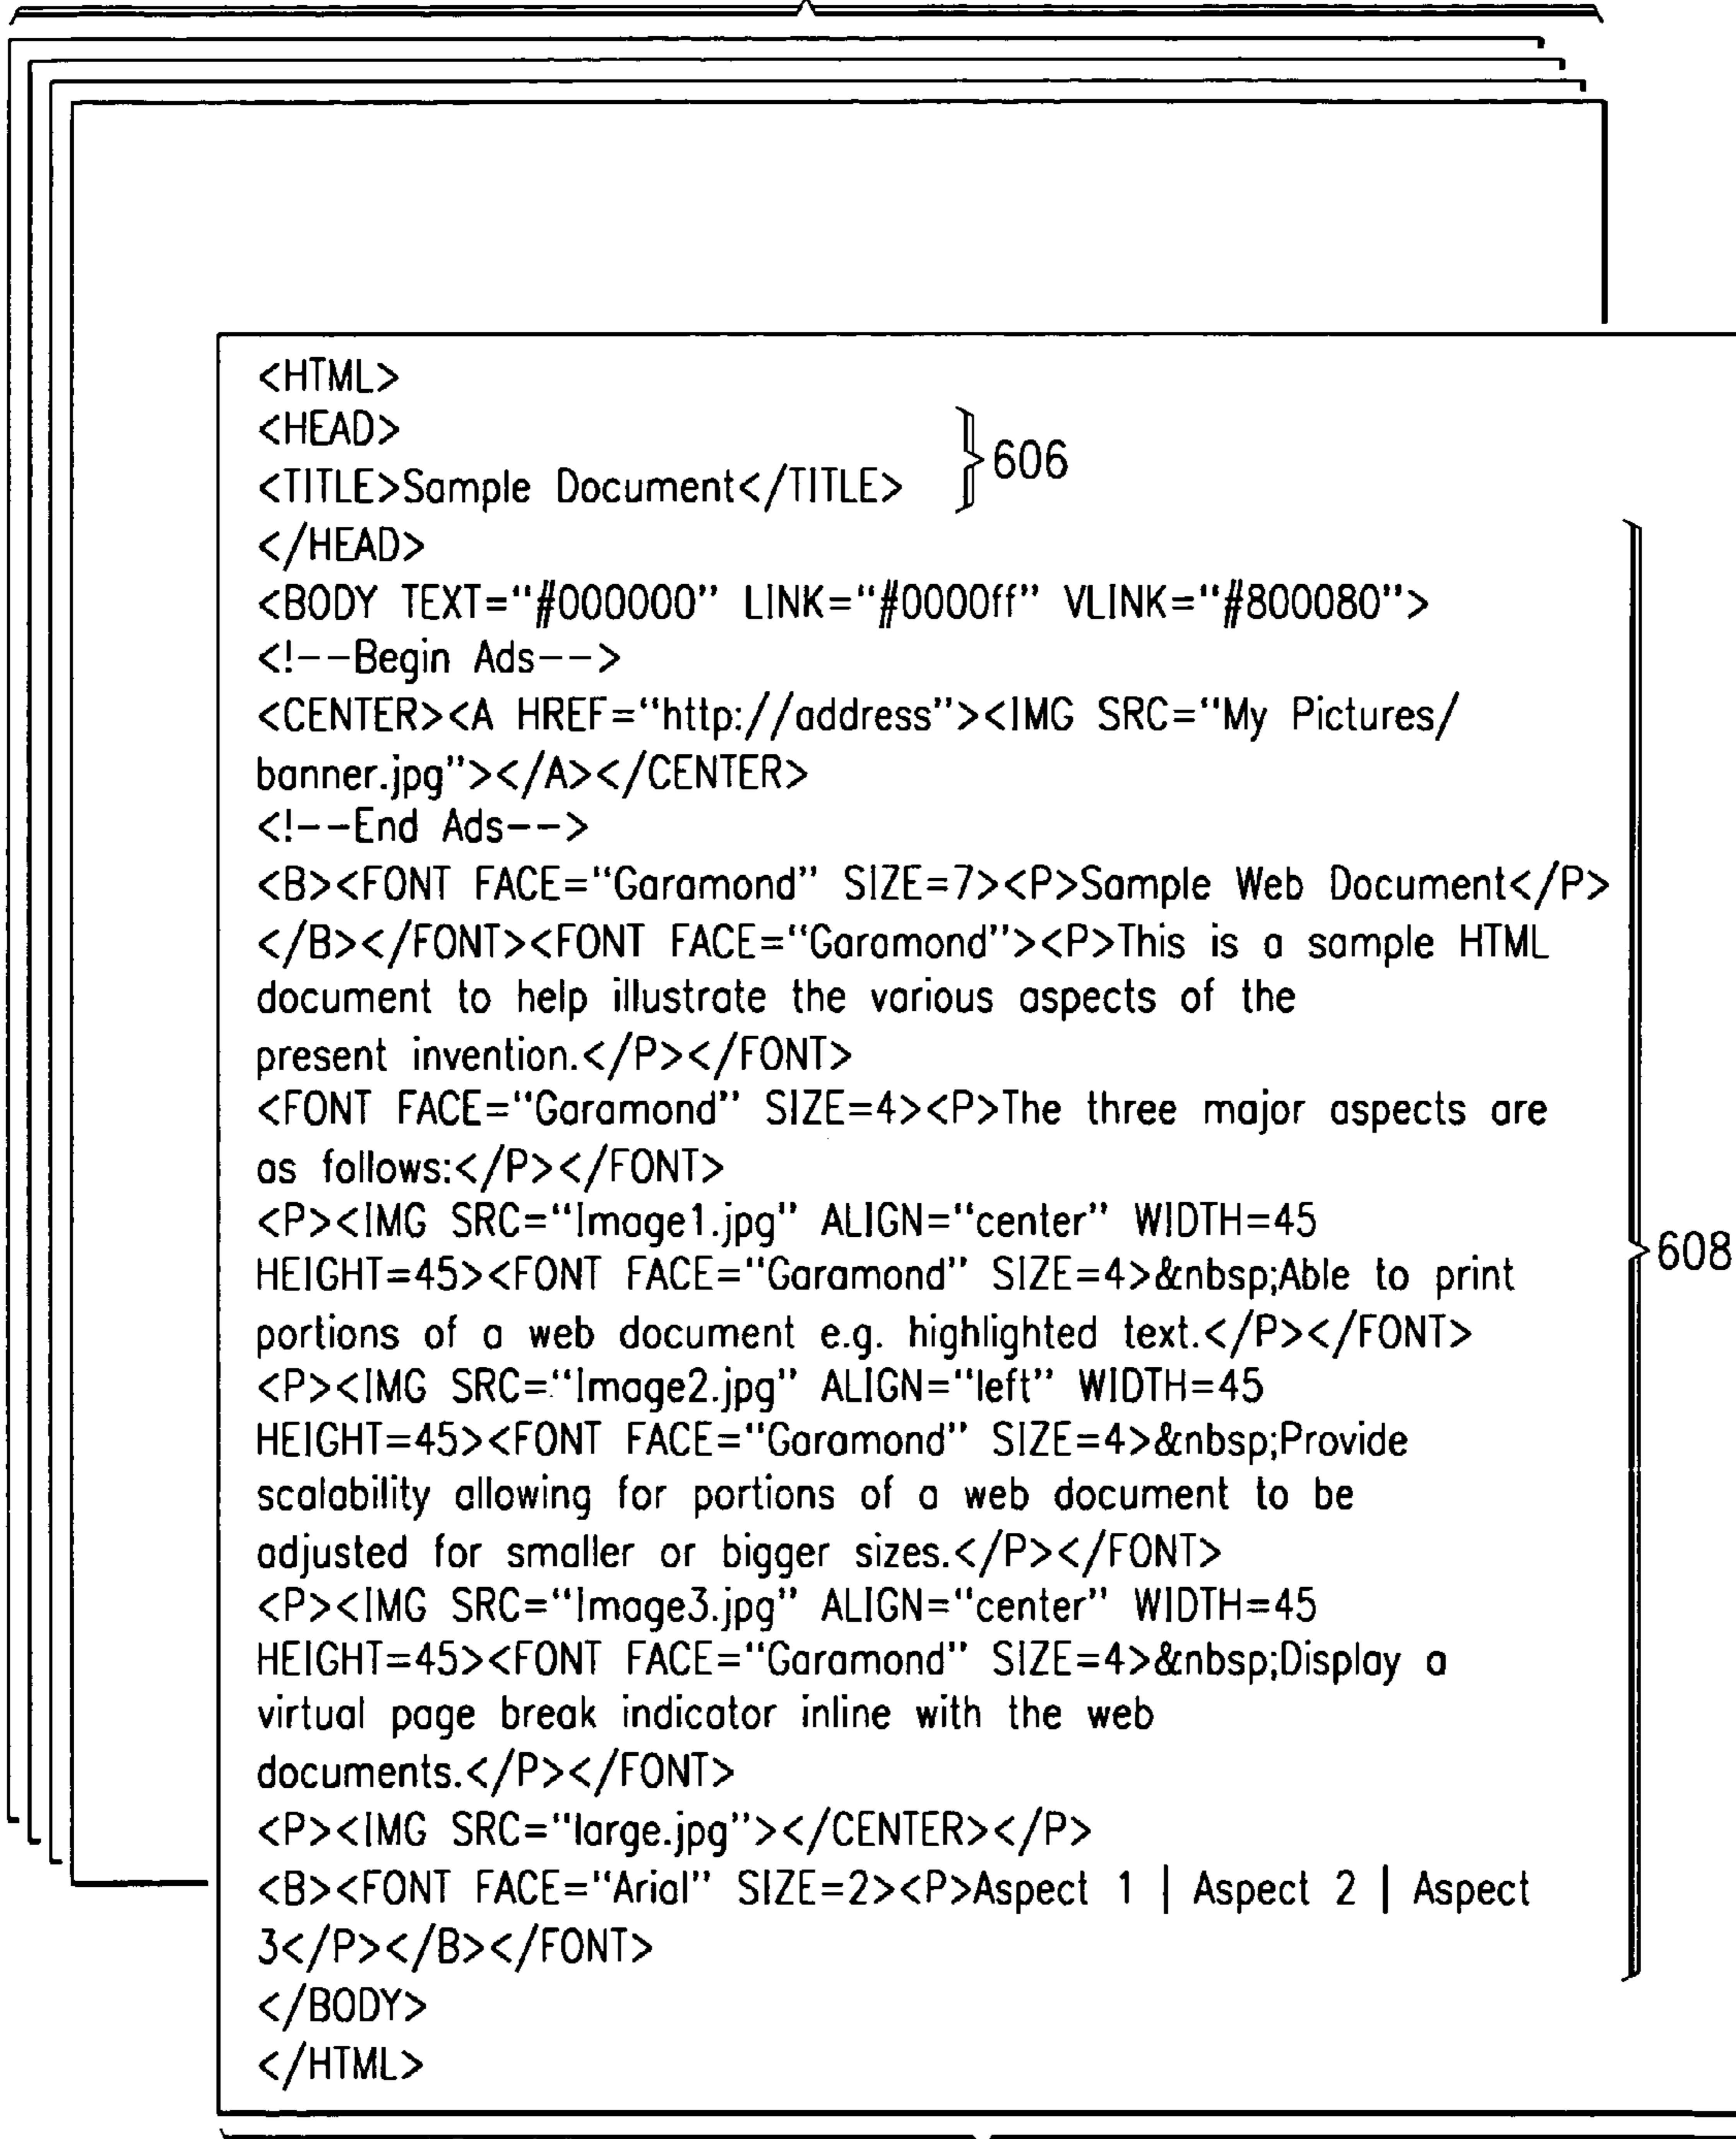 <HTML>
<HEAD>
606
<TITLE>Sample Document</TITLE>
</HEAD>
<BODY TEXT="#000000" LINK="#0000ff" VLINK="#800080">
<!--Begin Ads-->
<CENTER><A HREF="http://address"><IMG SRC="My Pictures/
banner.jpg"></A></CENTER>
<!--End Ads-->
<B><FONT FACE="Garamond" SIZE=7><P>Sample Web Document</P>
</B></FONT><FONT FACE="Garamond"><P>This is a sample HTML
document to help illustrate the various aspects of the
present invention.</P></FONT>
<FONT FACE="Garamond" SIZE=4><P>The three major aspects are
as follows:</P></FONT>
<P><IMG SRC="Image1.jpg" ALIGN="center" WIDTH=45
608
HEIGHT=45><FONT FACE="Garamond" SIZE=4>&nbsp;Able to print
portions of a web document e.g. highlighted text.</P></FONT>
<P><IMG SRC="Image2.jpg" ALIGN="left" WIDTH=45
HEIGHT=45><FONT FACE="Garamond" SIZE=4>&nbsp;Provide
scalability allowing for portions of a web document to be
adjusted for smaller or bigger sizes.</P></FONT>
<P><IMG SRC="Image3.jpg" ALIGN="center" WIDTH=45
HEIGHT=45><FONT FACE="Garamond" SIZE=4>&nbsp;Display a
virtual page break indicator inline with the web
documents.</P></FONT>
<P><IMG SRC="large.jpg"></CENTER></P>
<B><FONT FACE="Arial" SIZE=2><P>Aspect 1 | Aspect 2 | Aspect
3</P></B></FONT>
</BODY>
</HTML>